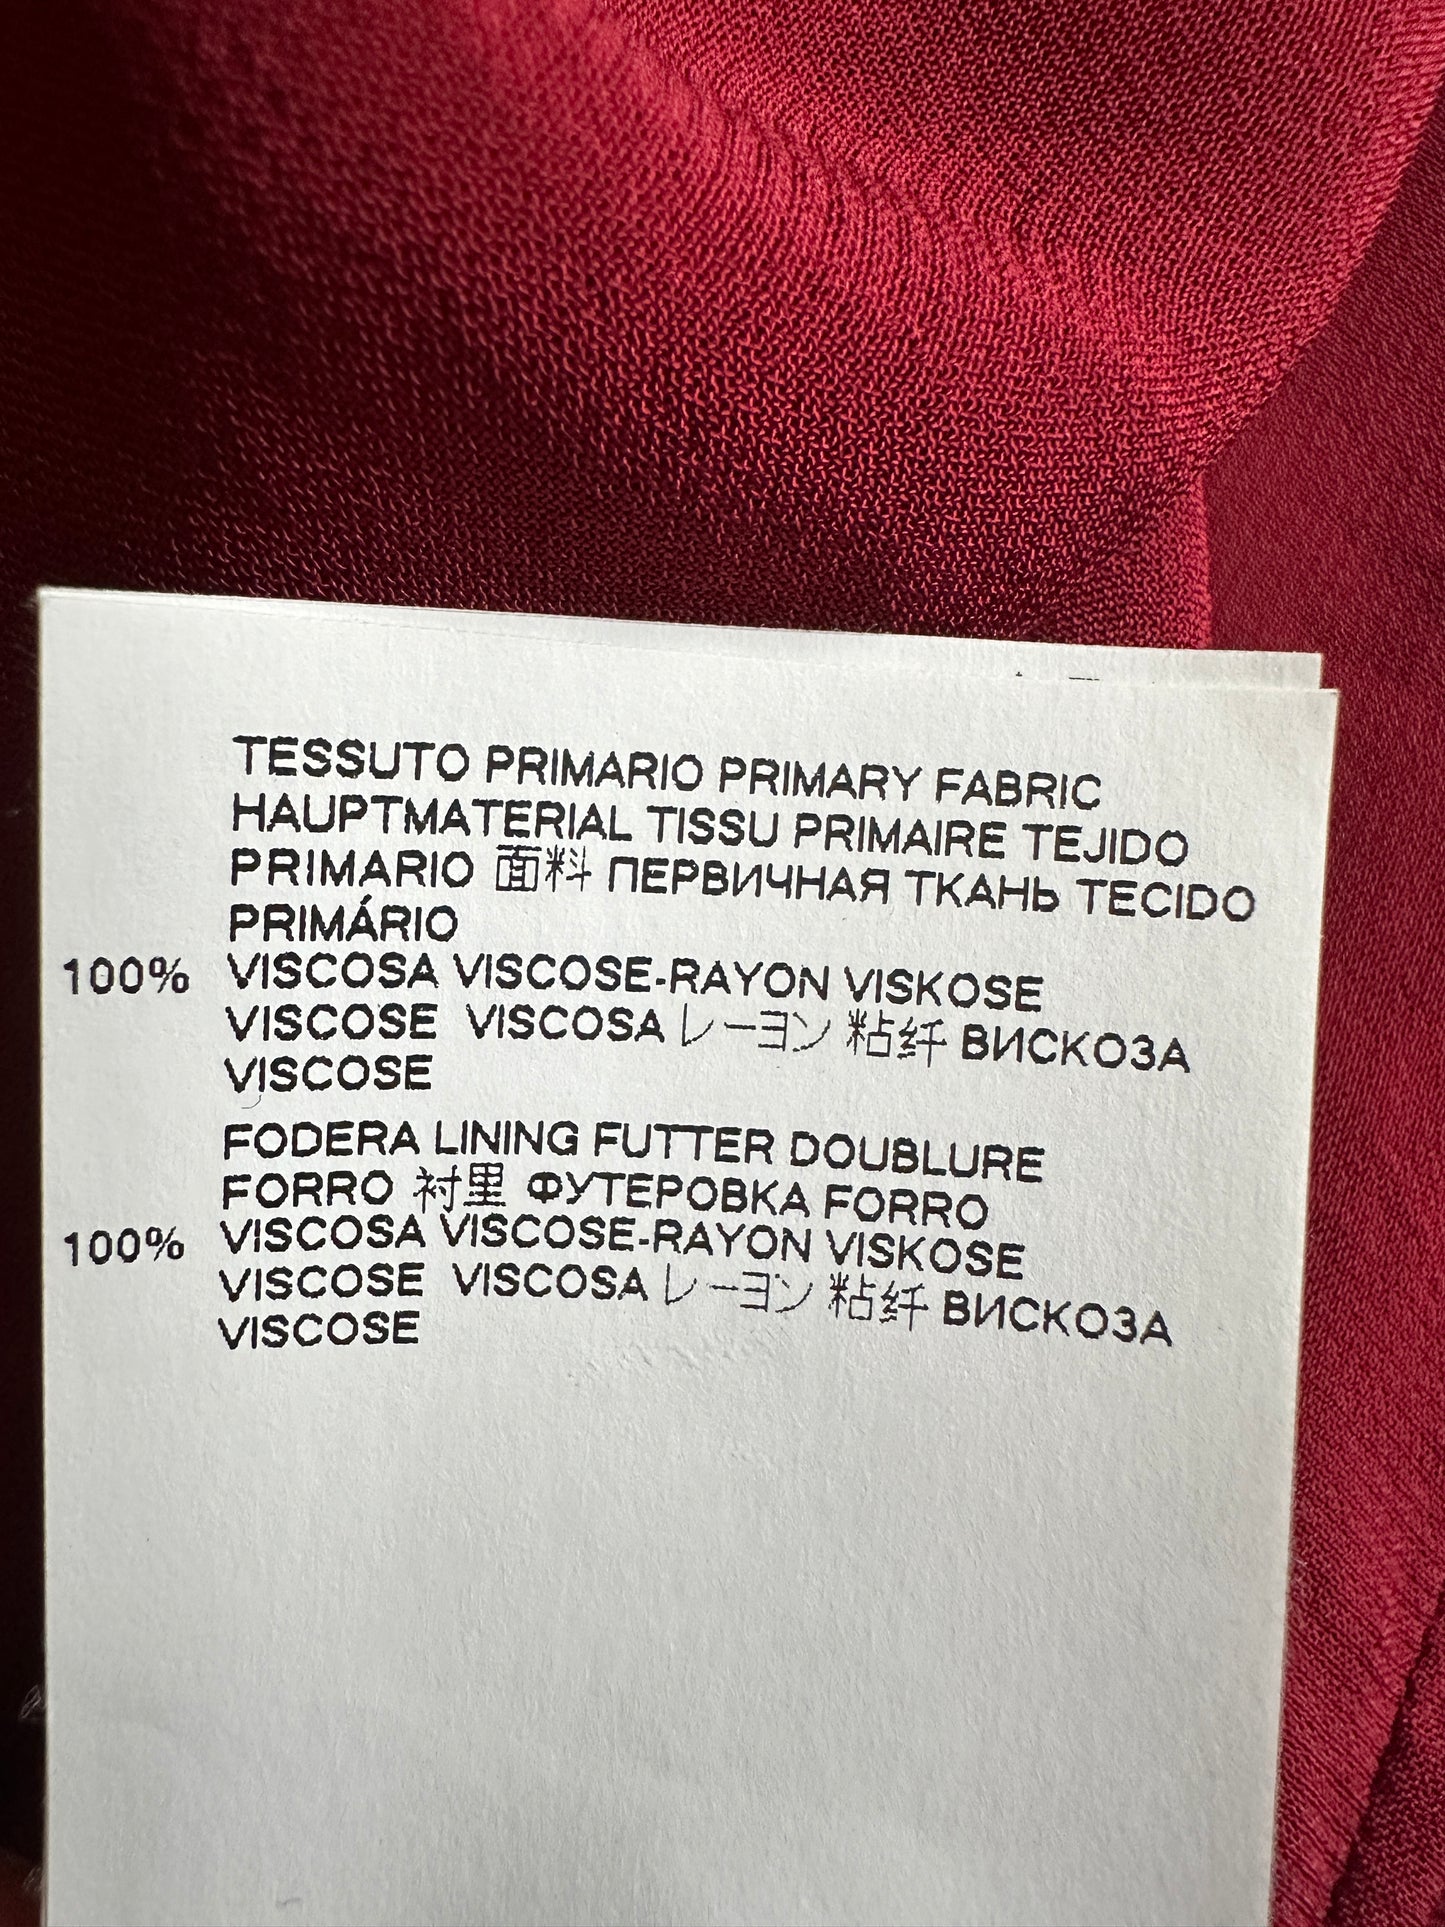 TESSUTO PRIMARIO PRIMARY FABRIC
HAUPTMATERIAL TISSU PRIMAIRE TEJIDO
PRIMARIO 面料 ПЕРВИЧНАЯ ТКАНЬ TECIDO
PRIMÁRIO
100% VISCOSA VISCOSE-RAYON VISKOSE
VISCOSE VISCOSA レーヨン 粘纤 ВИСКОЗА
VISCOSE
FODERA LINING FUTTER DOUBLURE
FORRO 衬里 ФУТЕРОВКА FORRO
100% VISCOSA VISCOSE-RAYON VISKOSE
VISCOSE VISCOSA レーヨン 粘纤 ВИСКОЗА
VISCOSE